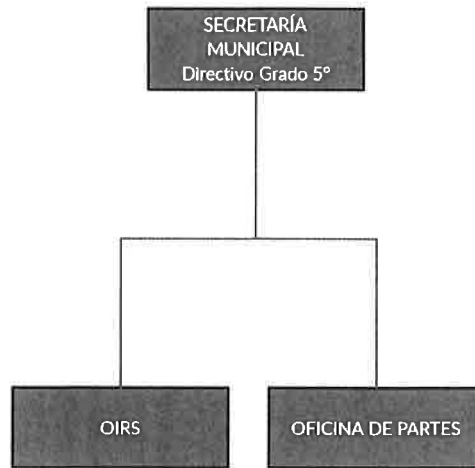 SECRETARÍA
MUNICIPAL
Directivo Grado 5°
OIRS
OFICINA DE PARTES